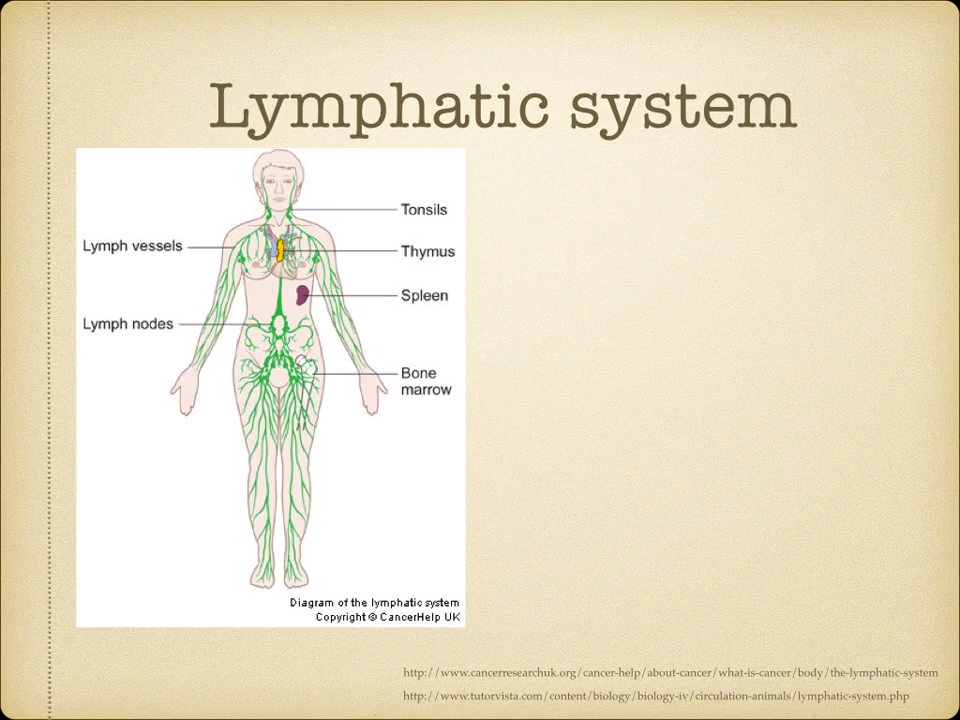 Lymphatic system
Tonsils
Lymph vessels
Thymus
Spleen
Lymph nodes
Bone
marrow
Diagram of the lymphatic system
Copyright © CancerHelp UK
http://www.cancerresearchuk.org/cancer-help/about-cancer/what-is-cancer/body/the-lymphatic-system
http://www.tutorvista.com/content/biology/biology-iv/circulation-animals/lymphatic-system.php